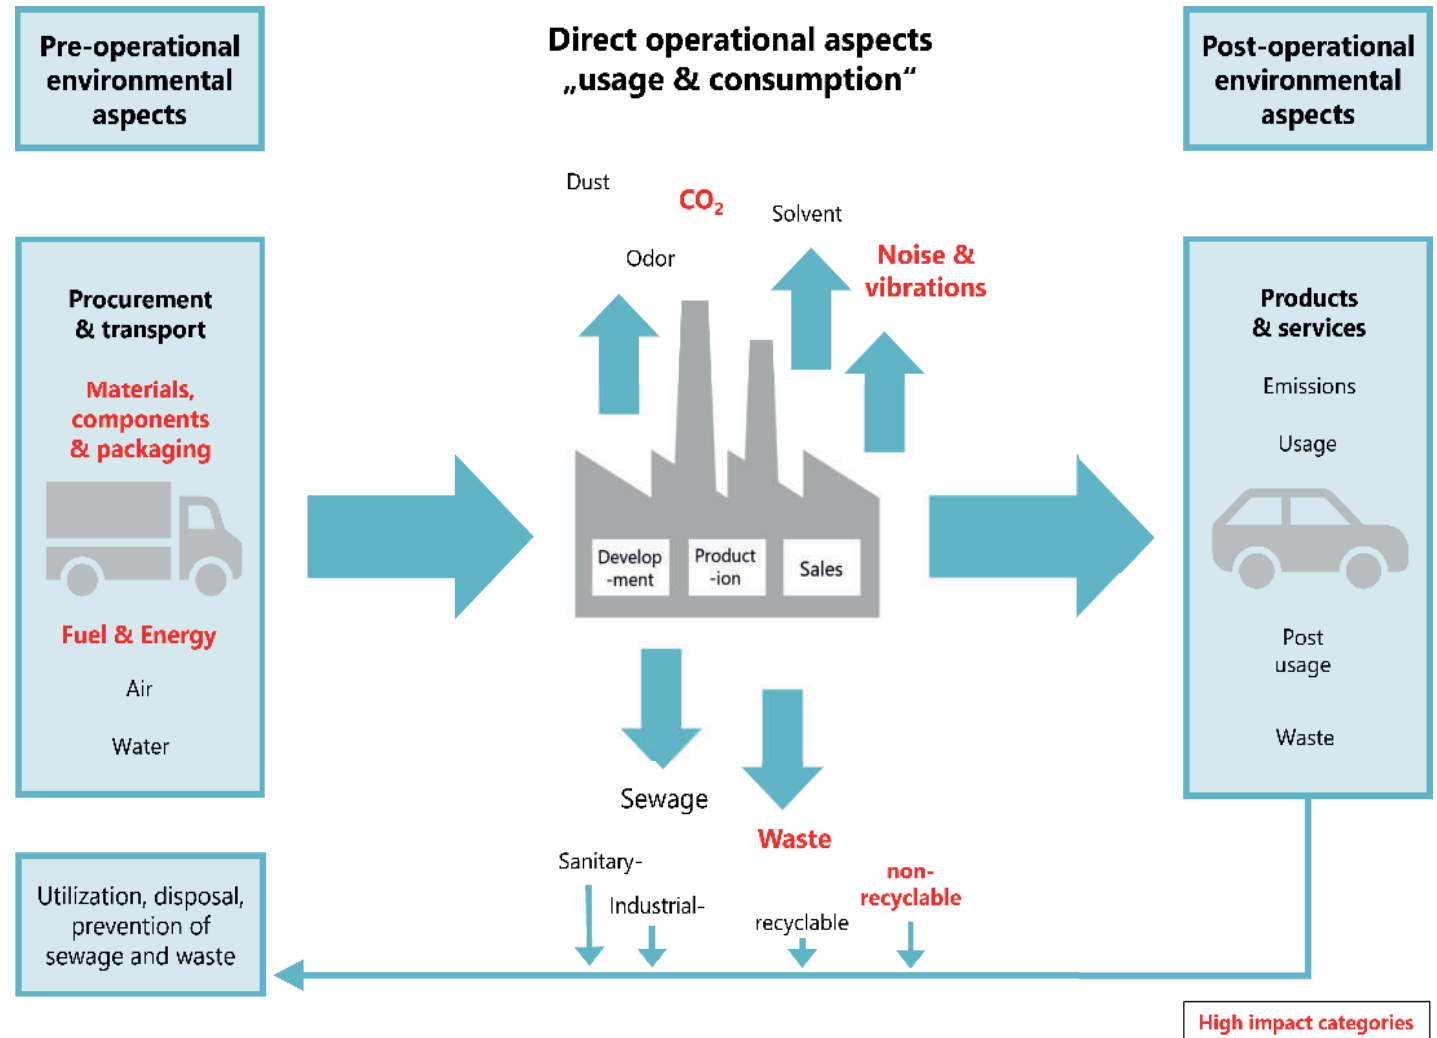 Pre-operational
environmental
aspects
Direct operational aspects
„usage & consumption“
Post-operational
environmental
aspects
Procurement
& transport
Materials,
components
& packaging
Fuel & Energy
Air
Water
Dust
CO₂
Solvent
Odor
Noise &
vibrations
Develop
-ment
Product
-ion
Sales
Sewage
Waste
Sanitary-
Industrial-
recyclable
non-
recyclable
Products
& services
Emissions
Usage
Post
usage
Waste
Utilization, disposal,
prevention of
sewage and waste
High impact categories